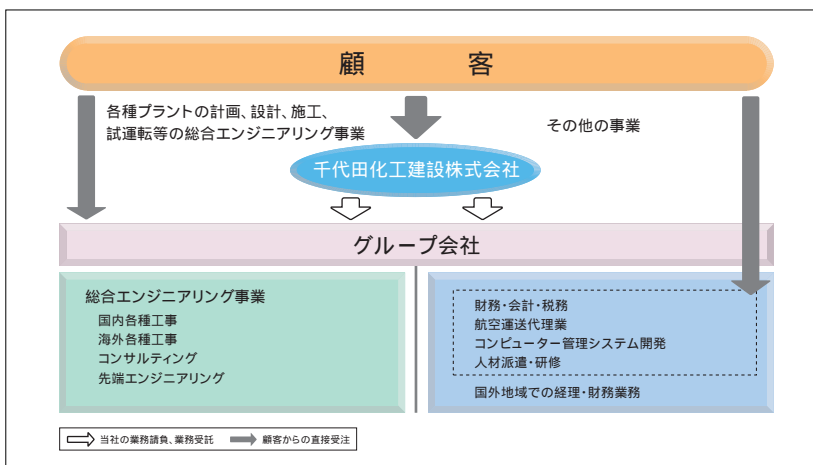 顧客
各種プラントの計画、設計、施工、
試運転等の総合エンジニアリング事業
その他の事業
千代田化工建設株式会社
グループ会社
総合エンジニアリング事業
国内各種工事
海外各種工事
コンサルティング
先端エンジニアリング
財務・会計・税務
航空運送代理業
コンピューター管理システム開発
人材派遣・研修
国外地域での経理・財務業務
当社の業務請負、業務受託 顧客からの直接受注